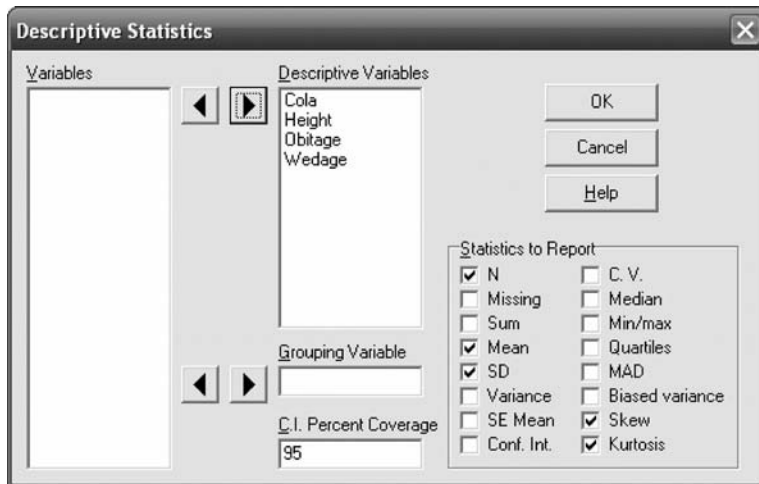 Descriptive Statistics
Variables
Descriptive Variables
Cola
Height
Obitage
Wedage
OK
Cancel
Help
Grouping Variable
C.I. Percent Coverage
95
Statistics to Report
N
Missing
Sum
Mean
SD
Variance
SE Mean
Conf. Int.
C. V.
Median
Min/max
Quartiles
MAD
Biased variance
Skew
Kurtosis